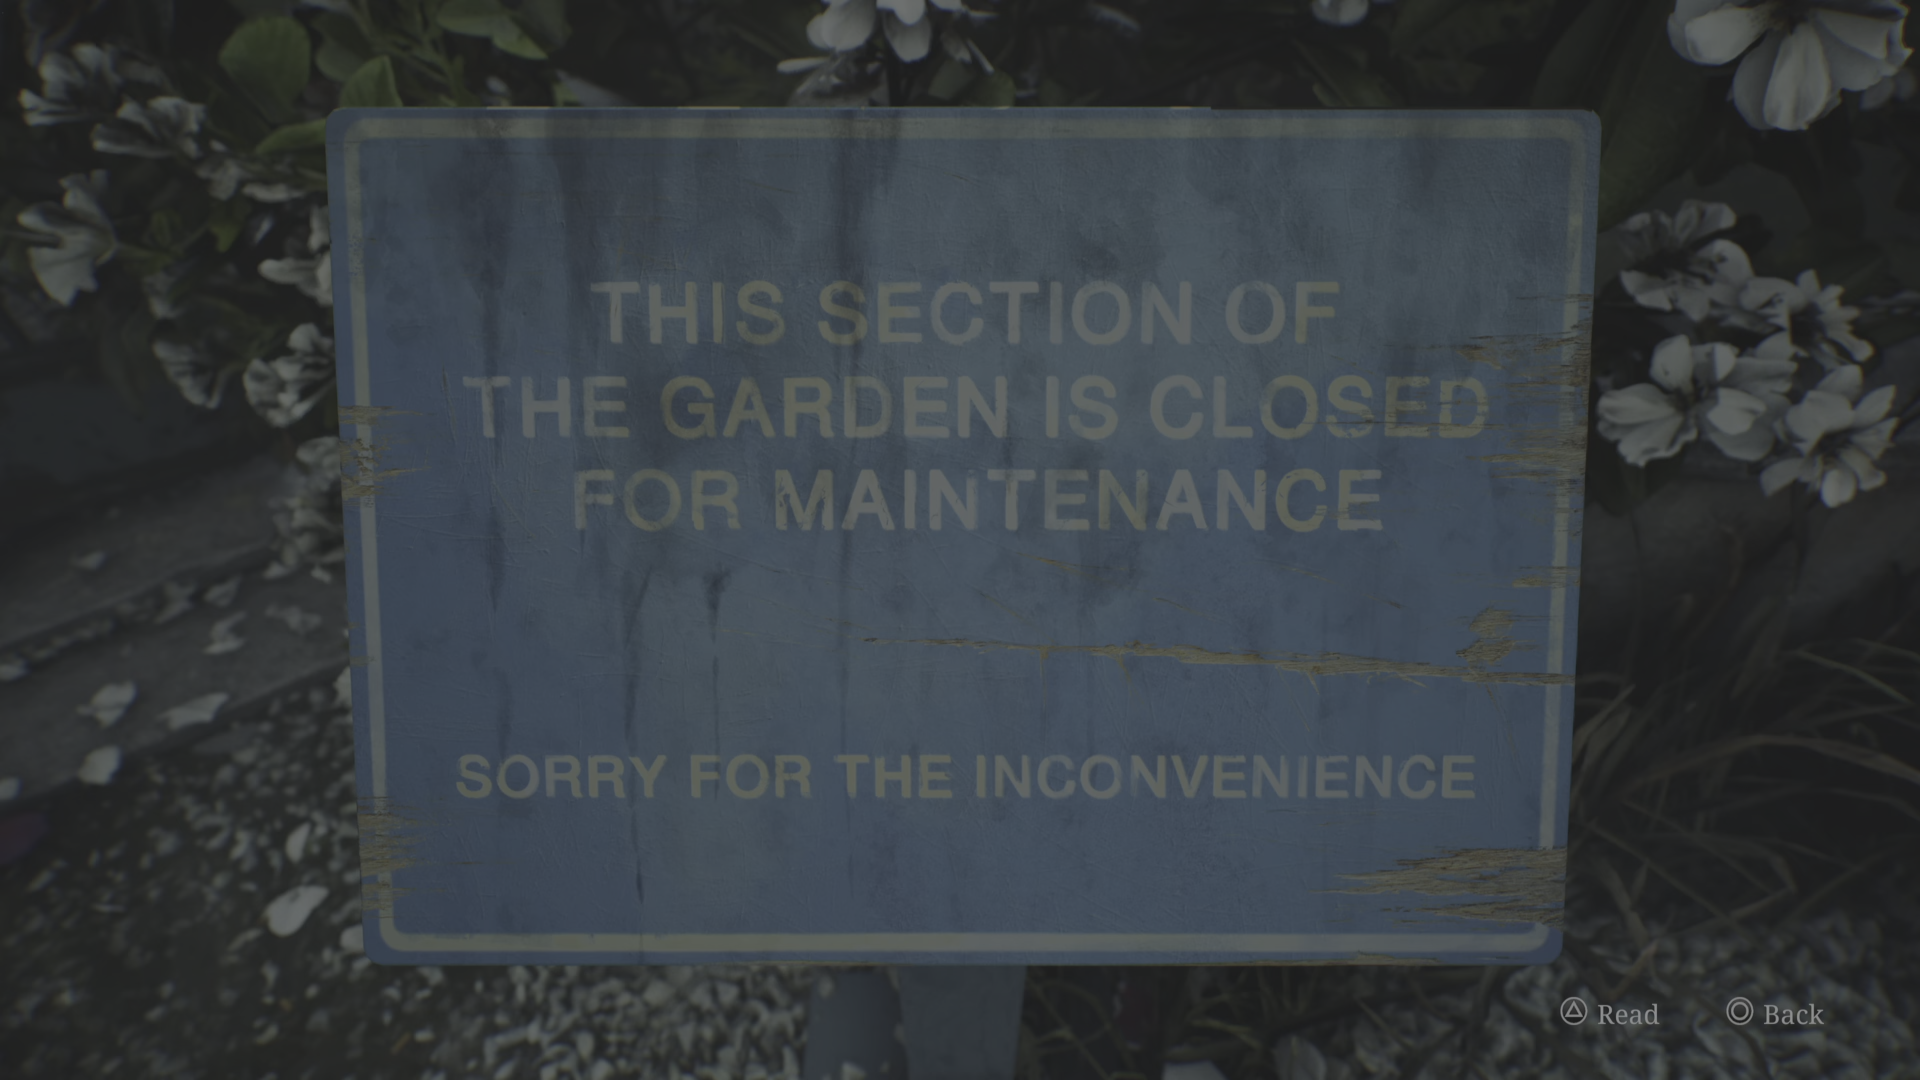 THIS SECTION OF
THE GARDEN IS CLOSED
FOR MAINTENANCE
SORRY FOR THE INCONVENIENCE
Read Back